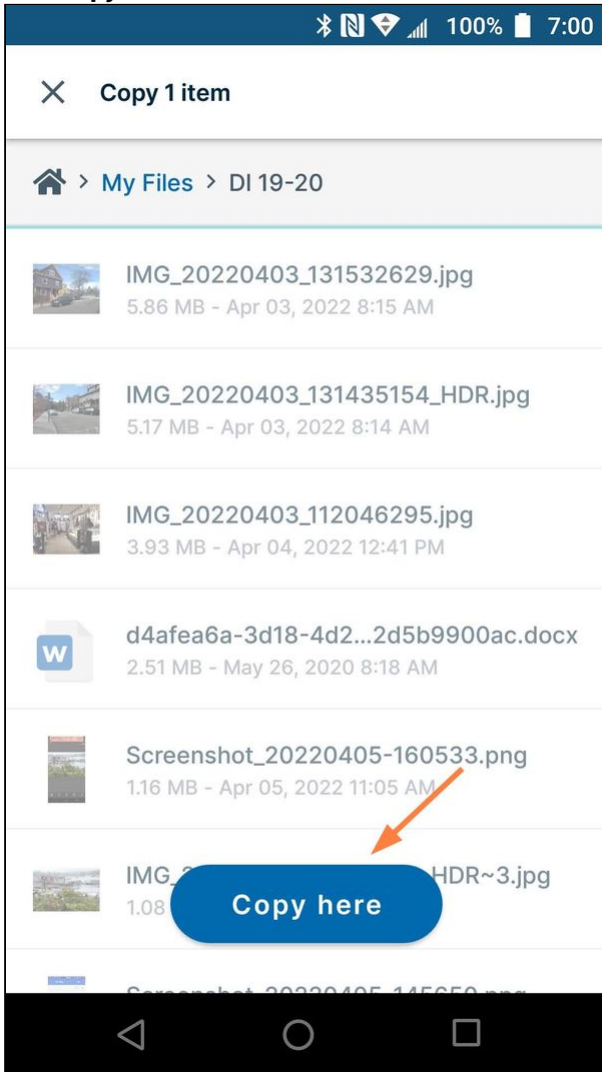 100% 7:00
Copy 1 item
> My Files > DI 19-20
IMG_20220403_131532629.jpg
5.86 MB - Apr 03, 2022 8:15 AM
IMG_20220403_131435154_HDR.jpg
5.17 MB - Apr 03, 2022 8:14 AM
IMG_20220403_112046295.jpg
3.93 MB - Apr 04, 2022 12:41 PM
W
d4afea6a-3d18-4d2...2d5b9900ac.docx
2.51 MB - May 26, 2020 8:18 AM
Screenshot_20220405-160533.png
1.16 MB - Apr 05, 2022 11:05 AM
IMG_ HDR~3.jpg
1.08
Copy here